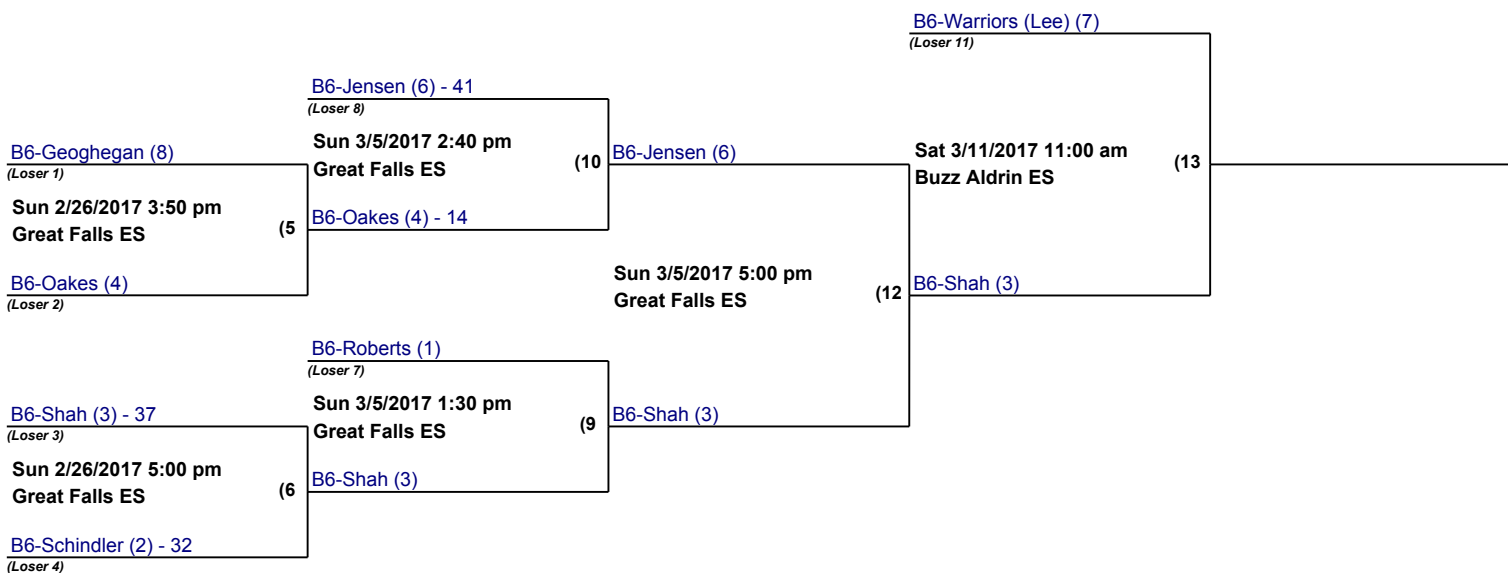 B6-Warriors (Lee) (7)
(Loser 11)
B6-Jensen (6) - 41
(Loser 8)
Sun 3/5/2017 2:40 pm
Great Falls ES
(10
B6-Jensen (6)
Sat 3/11/2017 11:00 am
Buzz Aldrin ES
(13
B6-Geoghegan (8)
(Loser 1)
Sun 2/26/2017 3:50 pm
Great Falls ES
(5
B6-Oakes (4) - 14
B6-Oakes (4)
(Loser 2)
Sun 3/5/2017 5:00 pm
Great Falls ES
(12
B6-Shah (3)
B6-Roberts (1)
(Loser 7)
Sun 3/5/2017 1:30 pm
Great Falls ES
(9
B6-Shah (3)
B6-Shah (3) - 37
(Loser 3)
Sun 2/26/2017 5:00 pm
Great Falls ES
(6
B6-Shah (3)
B6-Schindler (2) - 32
(Loser 4)